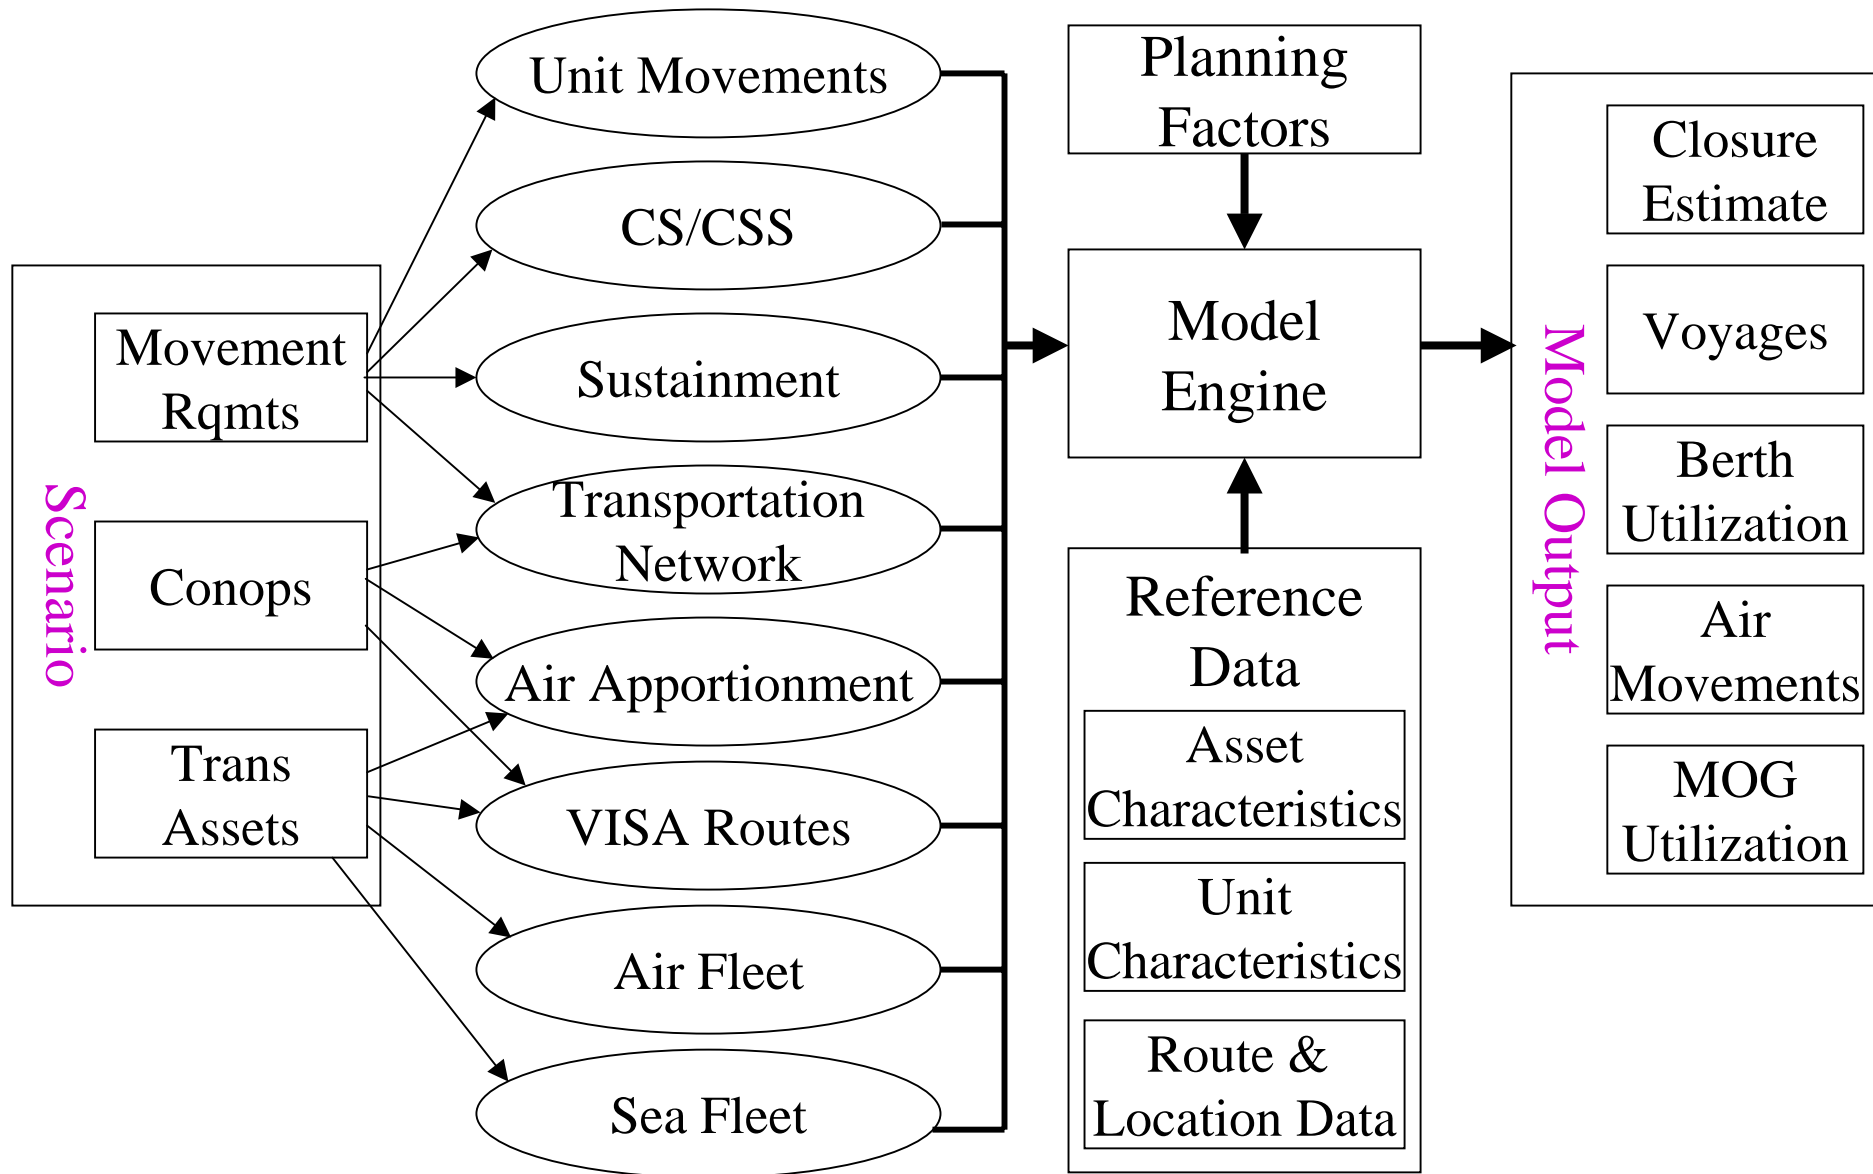 Scenario
Movement
Rqmts
Conops
Trans
Assets
Unit Movements
CS/CSS
Sustainment
Transportation
Network
Air Apportionment
VISA Routes
Air Fleet
Sea Fleet
Planning
Factors
Model
Engine
Reference
Data
Asset
Characteristics
Unit
Characteristics
Route &
Location Data
Model Output
Closure
Estimate
Voyages
Berth
Utilization
Air
Movements
MOG
Utilization